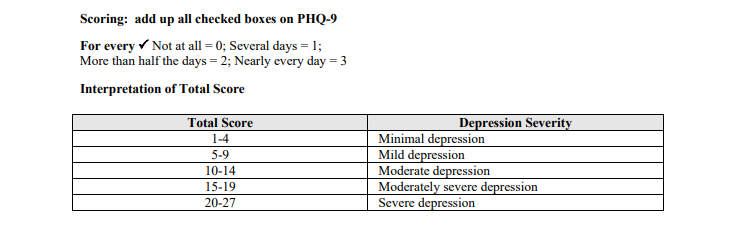 Scoring: add up all checked boxes on PHQ-9
For every ✓ Not at all = 0; Several days = 1;
More than half the days = 2; Nearly every day = 3
Interpretation of Total Score
Total Score Depression Severity
1-4 Minimal depression
5-9 Mild depression
10-14 Moderate depression
15-19 Moderately severe depression
20-27 Severe depression